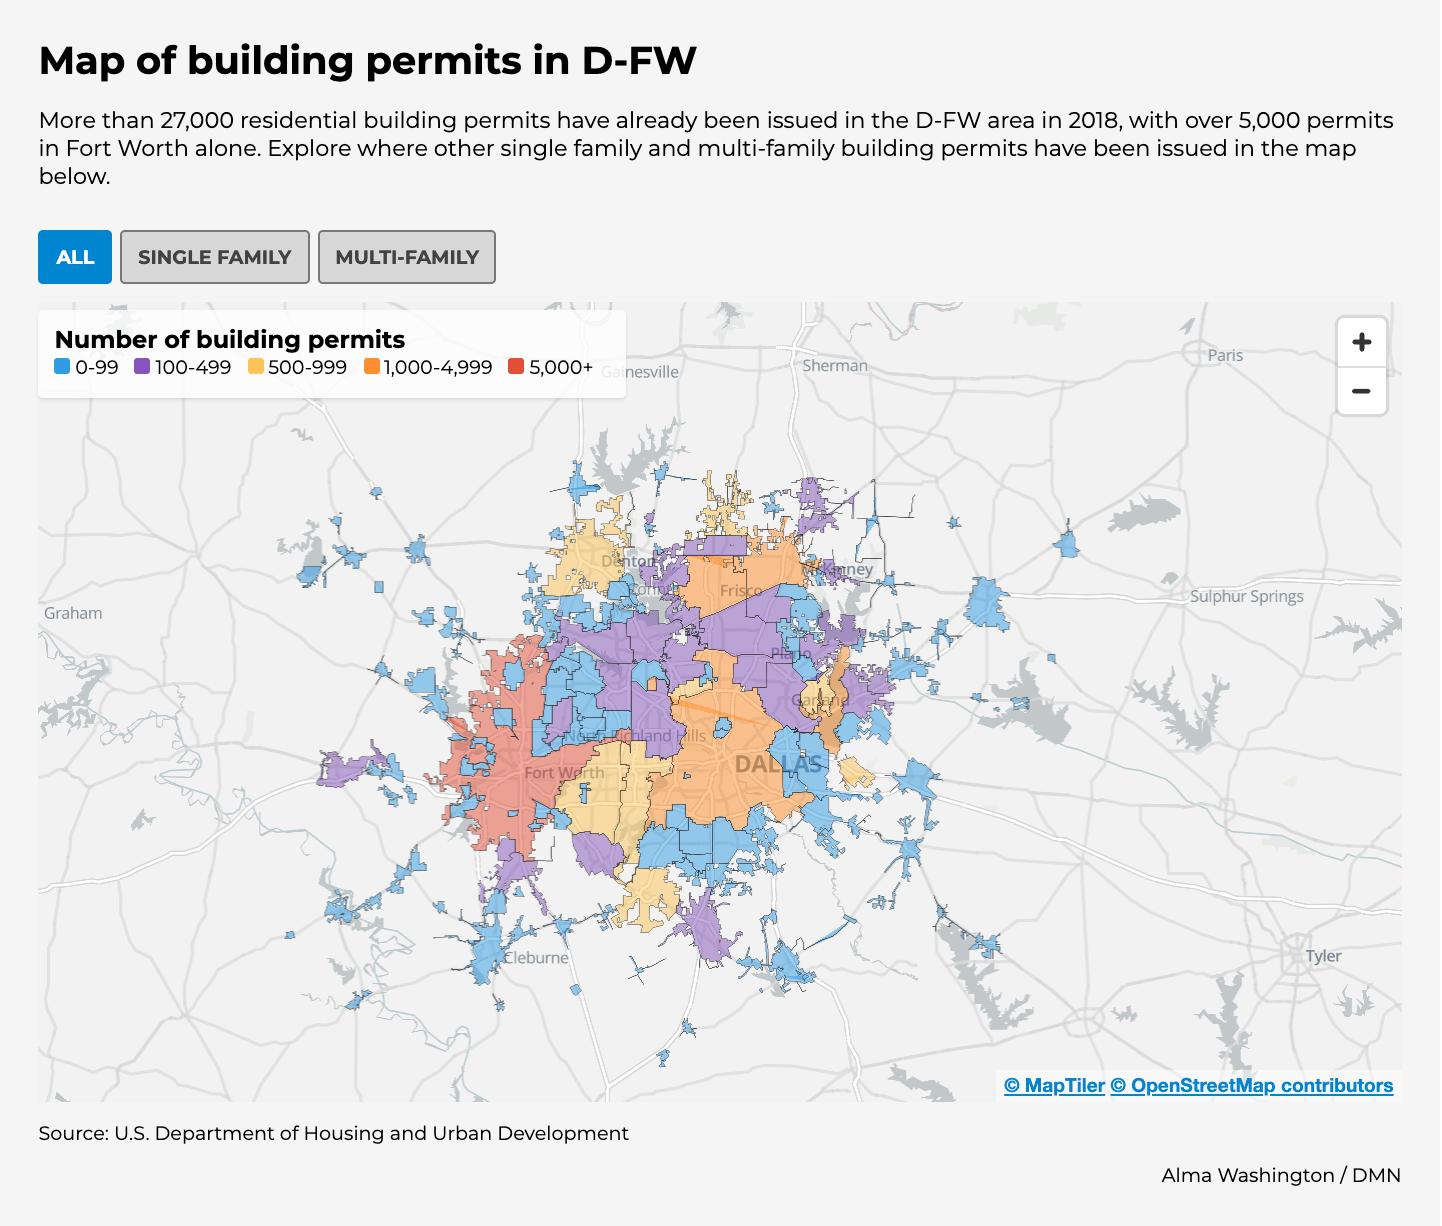 Map of building permits in D-FW
More than 27,000 residential building permits have already been issued in the D-FW area in 2018, with over 5,000 permits
in Fort Worth alone. Explore where other single family and multi-family building permits have been issued in the map
below.
ALL
SINGLE FAMILY
MULTI-FAMILY
Number of building permits
0-99
100-499
500-999
1,000-4,999
5,000+
Gainesville
Sherman
Paris
+
−
Denton
McKinney
Frisco
Graham
Sulphur Springs
Plano
Garland
North Richland Hills
DALLAS
Fort Worth
Cleburne
Tyler
© MapTiler © OpenStreetMap contributors
Source: U.S. Department of Housing and Urban Development
Alma Washington / DMN